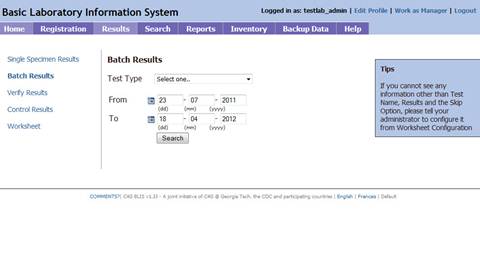 Basic Laboratory Information System
Logged in as: testlab_admin | Edit Profile | Work as Manager | Logout
Home Registration Results Search Reports Inventory Backup Data Help
Single Specimen Results
Batch Results
Verify Results
Control Results
Worksheet
Batch Results
Test Type Select one..
From 23 - 07 - 2011
(dd) (mm) (yyyy)
To 18 - 04 - 2012
(dd) (mm) (yyyy)
Search
Tips
If you cannot see any
information other than Test
Name, Results and the Skip
Option, please tell your
administrator to configure it
from Worksheet Configuration
COMMENTS?| C4G BLIS v1.33 - A joint initiative of C4G @ Georgia Tech, the CDC and participating countries | English | Francais | Default